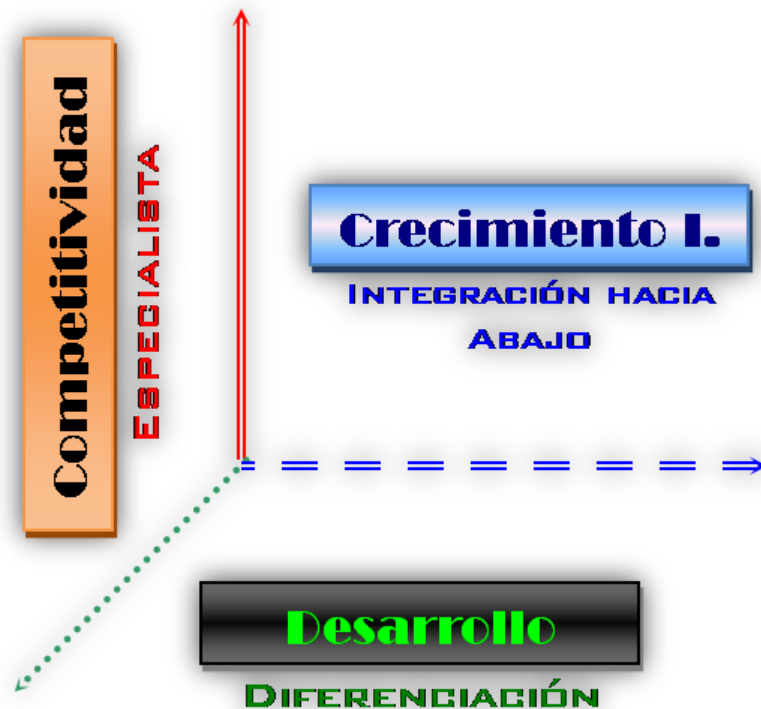 Competitividad
ESPECIALISTA
Crecimiento I.
INTEGRACIÓN HACIA
ABAJO
Desarrollo
DIFERENCIACIÓN